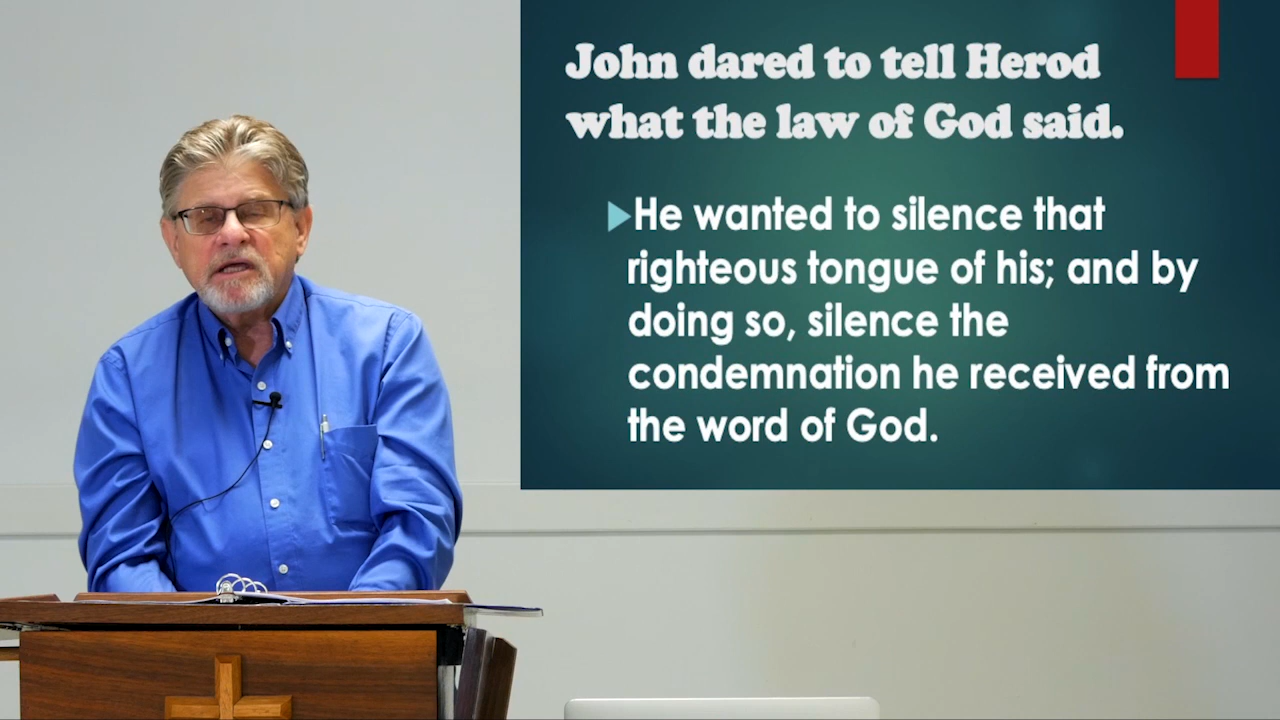 John dared to tell Herod
what the law of God said.
He wanted to silence that
righteous tongue of his; and by
doing so, silence the
condemnation he received from
the word of God.